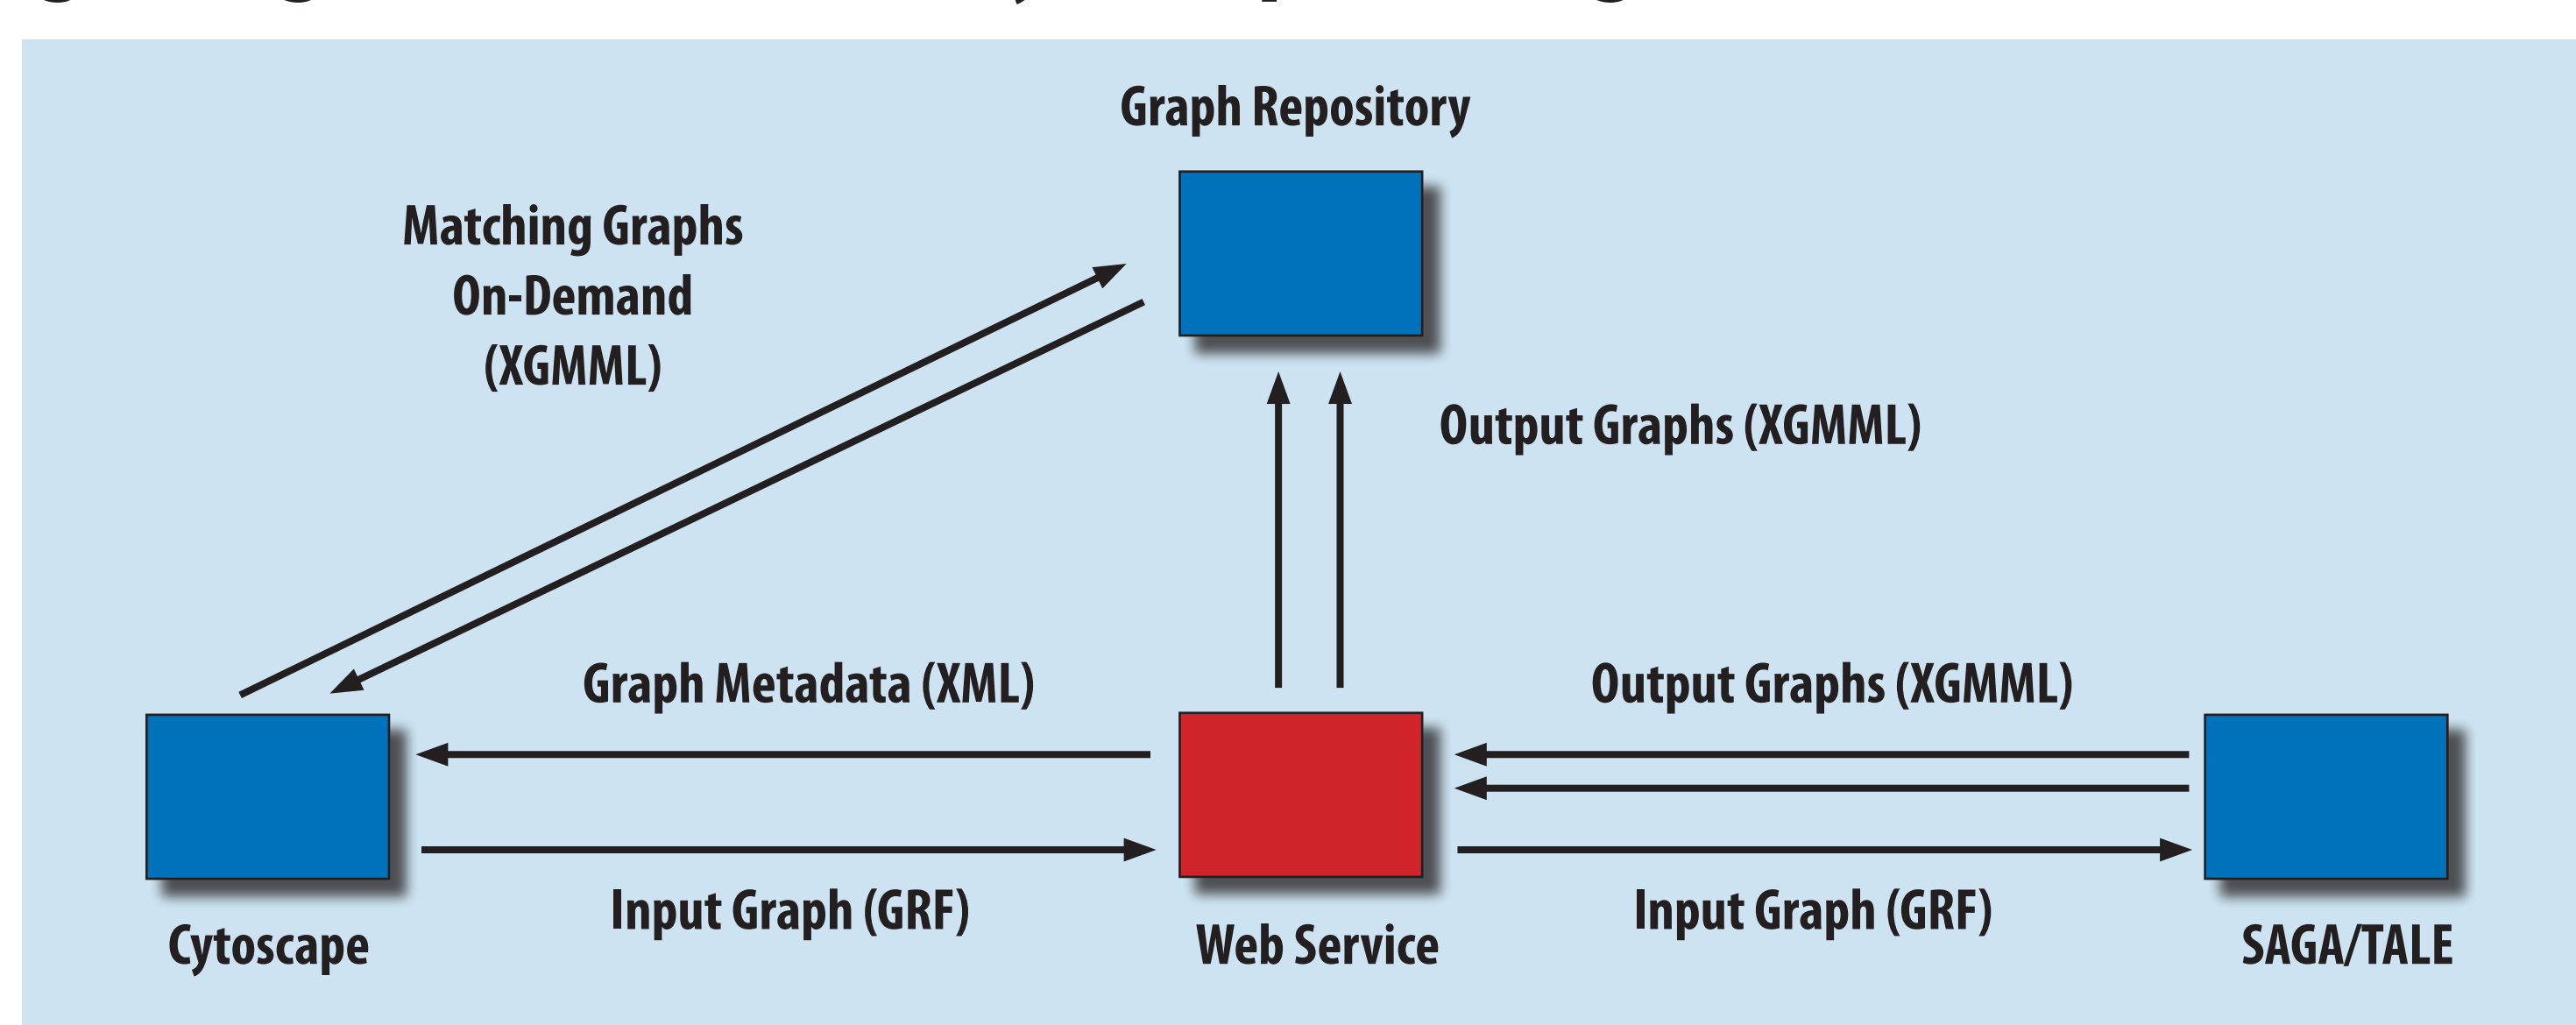 Graph Repository
Matching Graphs
On-Demand
(XGMML)
Output Graphs (XGMML)
Graph Metadata (XML)
Output Graphs (XGMML)
Input Graph (GRF)
Input Graph (GRF)
Cytoscape
Web Service
SAGA/TALE